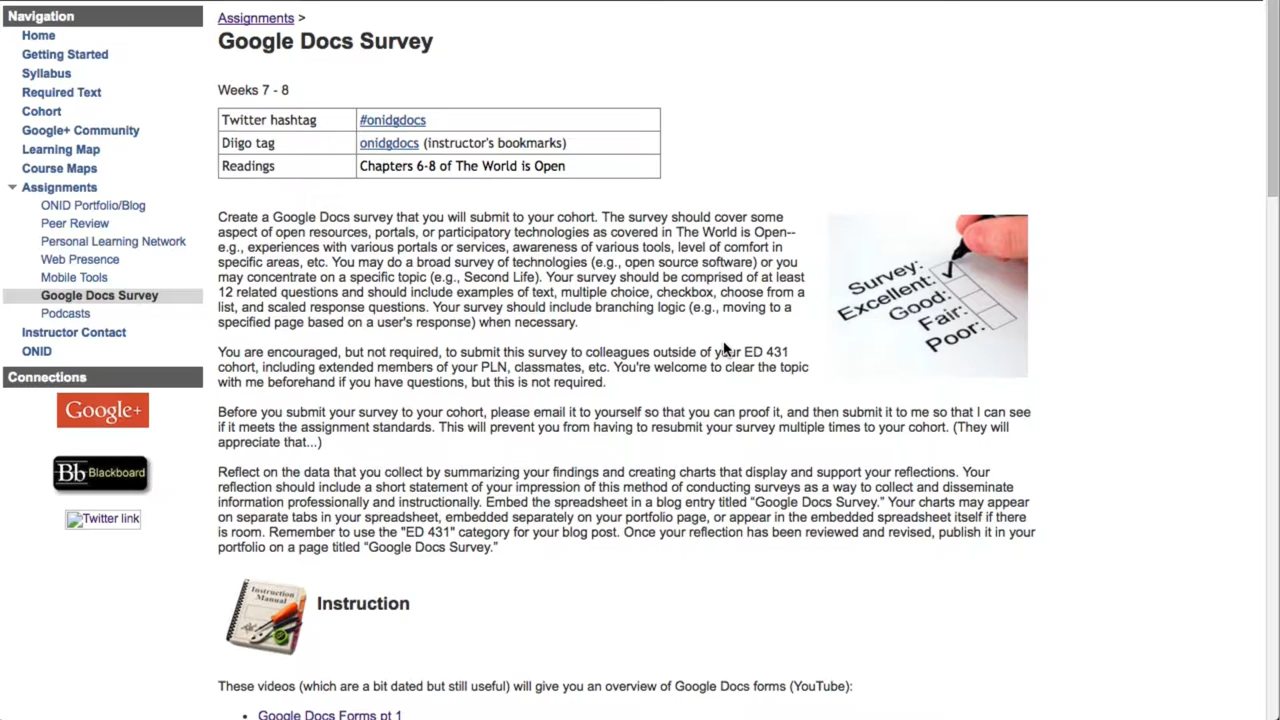 Navigation
Home
Getting Started
Syllabus
Required Text
Cohort
Google+ Community
Learning Map
Course Maps
Assignments
ONID Portfolio/Blog
Peer Review
Personal Learning Network
Web Presence
Mobile Tools
Google Docs Survey
Podcasts
Instructor Contact
ONID
Connections
Google+
Bb Blackboard
Twitter link
Assignments >
Google Docs Survey
Weeks 7 - 8
Twitter hashtag #onidgdocs
Diigo tag onidgdocs (instructor's bookmarks)
Readings Chapters 6-8 of The World is Open
Create a Google Docs survey that you will submit to your cohort. The survey should cover some
aspect of open resources, portals, or participatory technologies as covered in The World is Open--
e.g., experiences with various portals or services, awareness of various tools, level of comfort in
specific areas, etc. You may do a broad survey of technologies (e.g., open source software) or you
may concentrate on a specific topic (e.g., Second Life). Your survey should be comprised of at least
12 related questions and should include examples of text, multiple choice, checkbox, choose from a
list, and scaled response questions. Your survey should include branching logic (e.g., moving to a
specified page based on a user's response) when necessary.
Survey:
Excellent:
Good:
Fair:
Poor:
You are encouraged, but not required, to submit this survey to colleagues outside of your ED 431
cohort, including extended members of your PLN, classmates, etc. You're welcome to clear the topic
with me beforehand if you have questions, but this is not required.
Before you submit your survey to your cohort, please email it to yourself so that you can proof it, and then submit it to me so that I can see
if it meets the assignment standards. This will prevent you from having to resubmit your survey multiple times to your cohort. (They will
appreciate that...)
Reflect on the data that you collect by summarizing your findings and creating charts that display and support your reflections. Your
reflection should include a short statement of your impression of this method of conducting surveys as a way to collect and disseminate
information professionally and instructionally. Embed the spreadsheet in a blog entry titled “Google Docs Survey.” Your charts may appear
on separate tabs in your spreadsheet, embedded separately on your portfolio page, or appear in the embedded spreadsheet itself if there
is room. Remember to use the "ED 431" category for your blog post. Once your reflection has been reviewed and revised, publish it in your
portfolio on a page titled “Google Docs Survey.”
Instruction
Manual
Instruction
These videos (which are a bit dated but still useful) will give you an overview of Google Docs forms (YouTube):
• Google Docs Forms pt 1